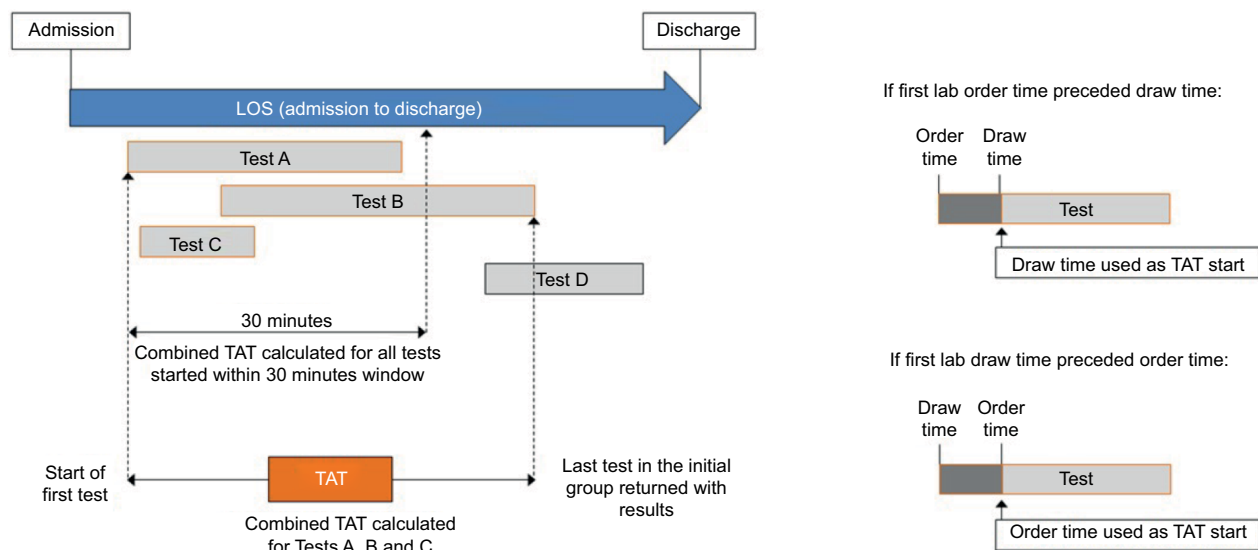 Admission
Discharge
LOS (admission to discharge)
Test A
Test B
Test C
Test D
30 minutes
Combined TAT calculated for all tests
started within 30 minutes window
Start of
first test
TAT
Last test in the initial
group returned with
results
Combined TAT calculated
for Tests A, B and C
If first lab order time preceded draw time:
Order
time
Draw
time
Test
Draw time used as TAT start
If first lab draw time preceded order time:
Draw
time
Order
time
Test
Order time used as TAT start